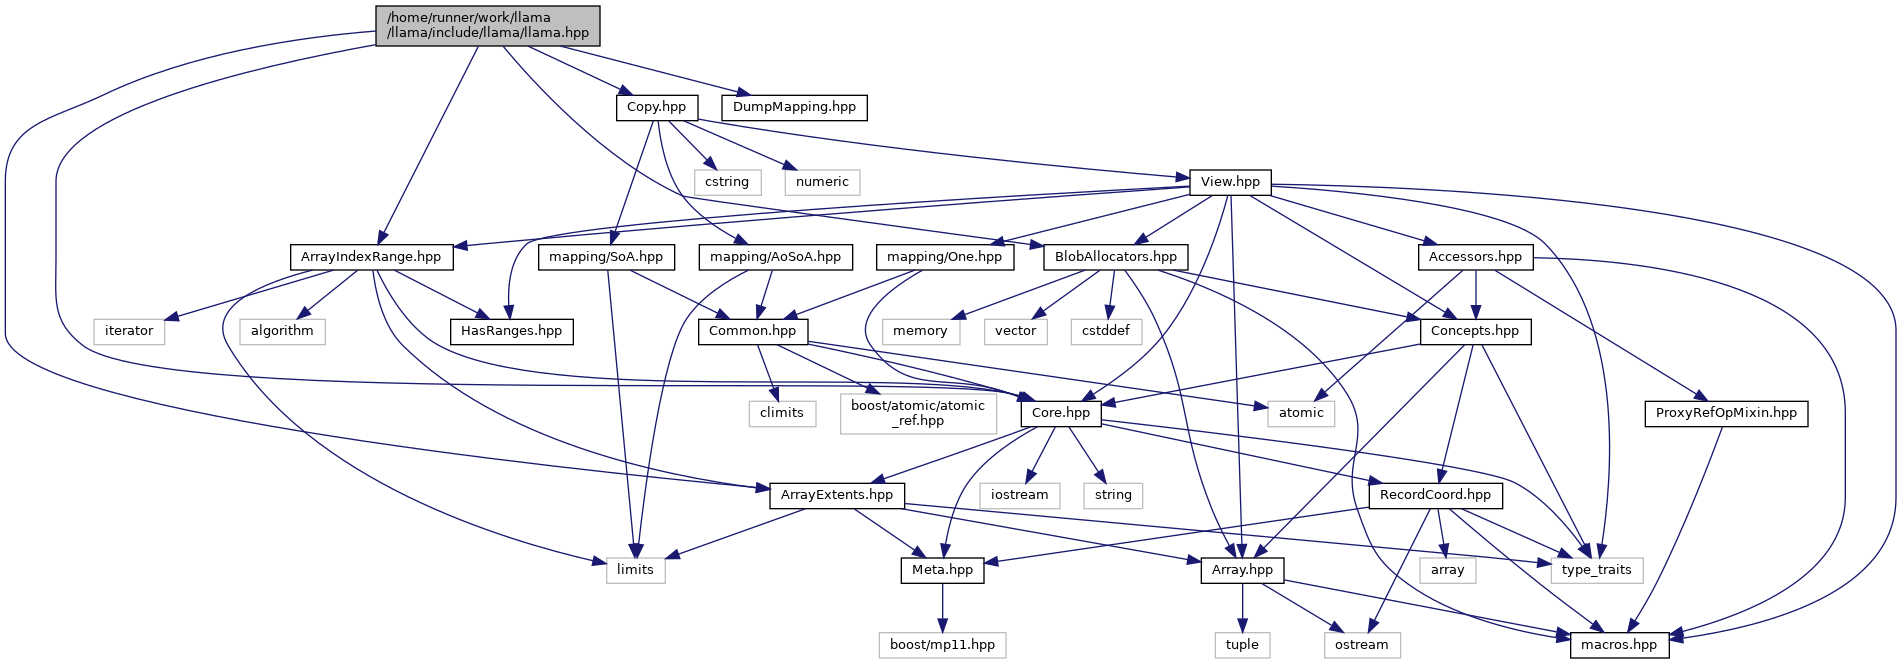 /home/runner/work/llama
/llama/include/llama/llama.hpp
Copy.hpp
DumpMapping.hpp
cstring
numeric
View.hpp
ArrayIndexRange.hpp
mapping/SoA.hpp
mapping/AoSoA.hpp
mapping/One.hpp
BlobAllocators.hpp
Accessors.hpp
iterator
algorithm
HasRanges.hpp
Common.hpp
memory
vector
cstddef
Concepts.hpp
climits
boost/atomic/atomic
_ref.hpp
Core.hpp
atomic
ProxyRefOpMixin.hpp
ArrayExtents.hpp
iostream
string
RecordCoord.hpp
limits
Meta.hpp
Array.hpp
array
type_traits
boost/mp11.hpp
tuple
ostream
macros.hpp